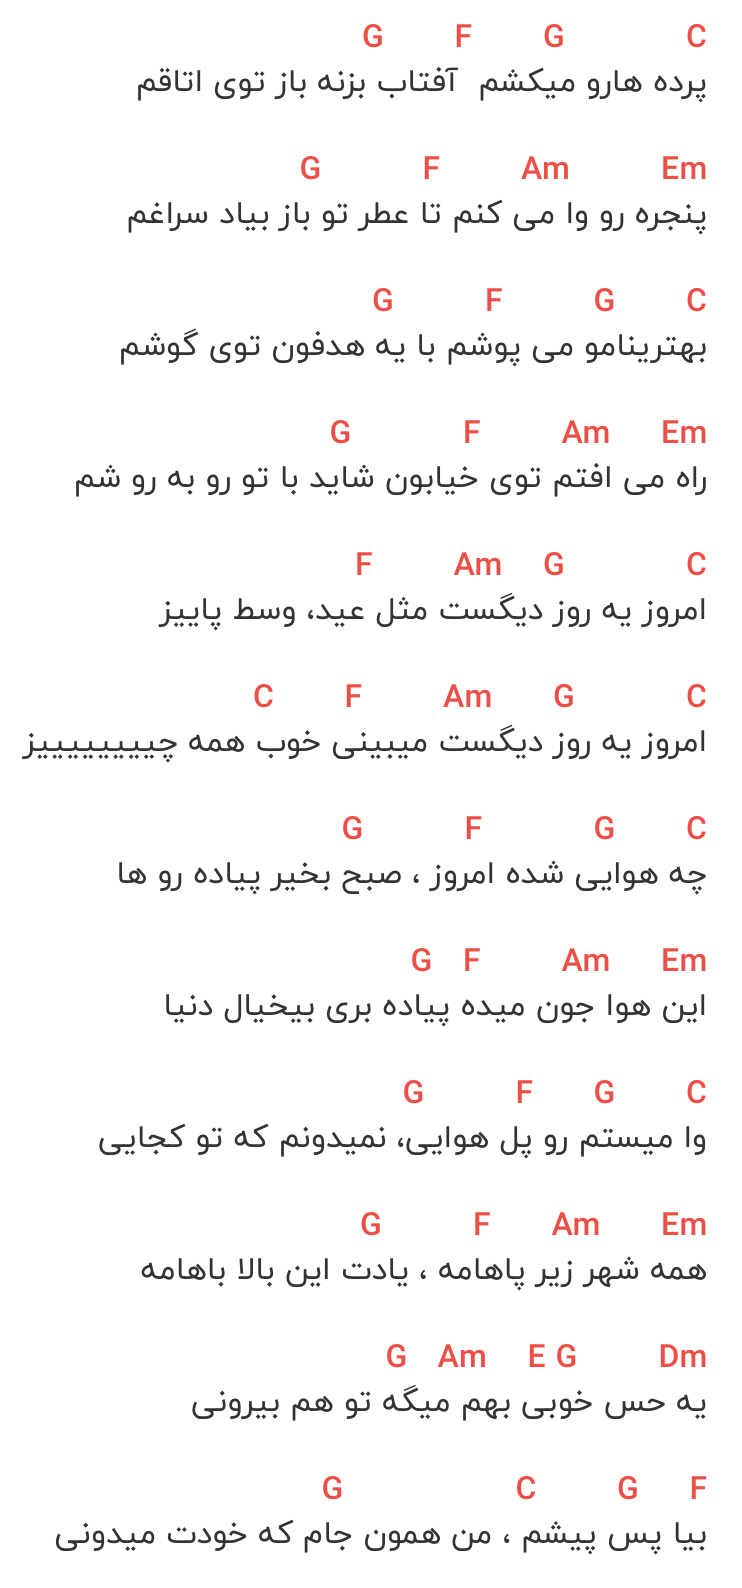 G F G C
پرده هارو میکشم آفتاب بزنه باز توی اتاقم
G F Am Em
پنجره رو وا می کنم تا عطر تو باز بیاد سراغم
G F G C
بهترینامو می پوشم با یه هدفون توی گوشم
G F Am Em
راه می افتم توی خیابون شاید با تو رو به رو شم
F Am G C
امروز یه روز دیگست مثل عید، وسط پاییز
C F Am G C
امروز یه روز دیگست میبینی خوب همه چیییییییییز
G F G C
چه هوایی شده امروز ، صبح بخیر پیاده رو ها
G F Am Em
این هوا جون میده پیاده بری بیخیال دنیا
G F G C
وا میستم رو پل هوایی، نمیدونم که تو کجایی
G F Am Em
همه شهر زیر پاهامه ، یادت این بالا باهامه
G Am E G Dm
یه حس خوبی بهم میگه تو هم بیرونی
G C G F
بیا پس پیشم ، من همون جام که خودت میدونی